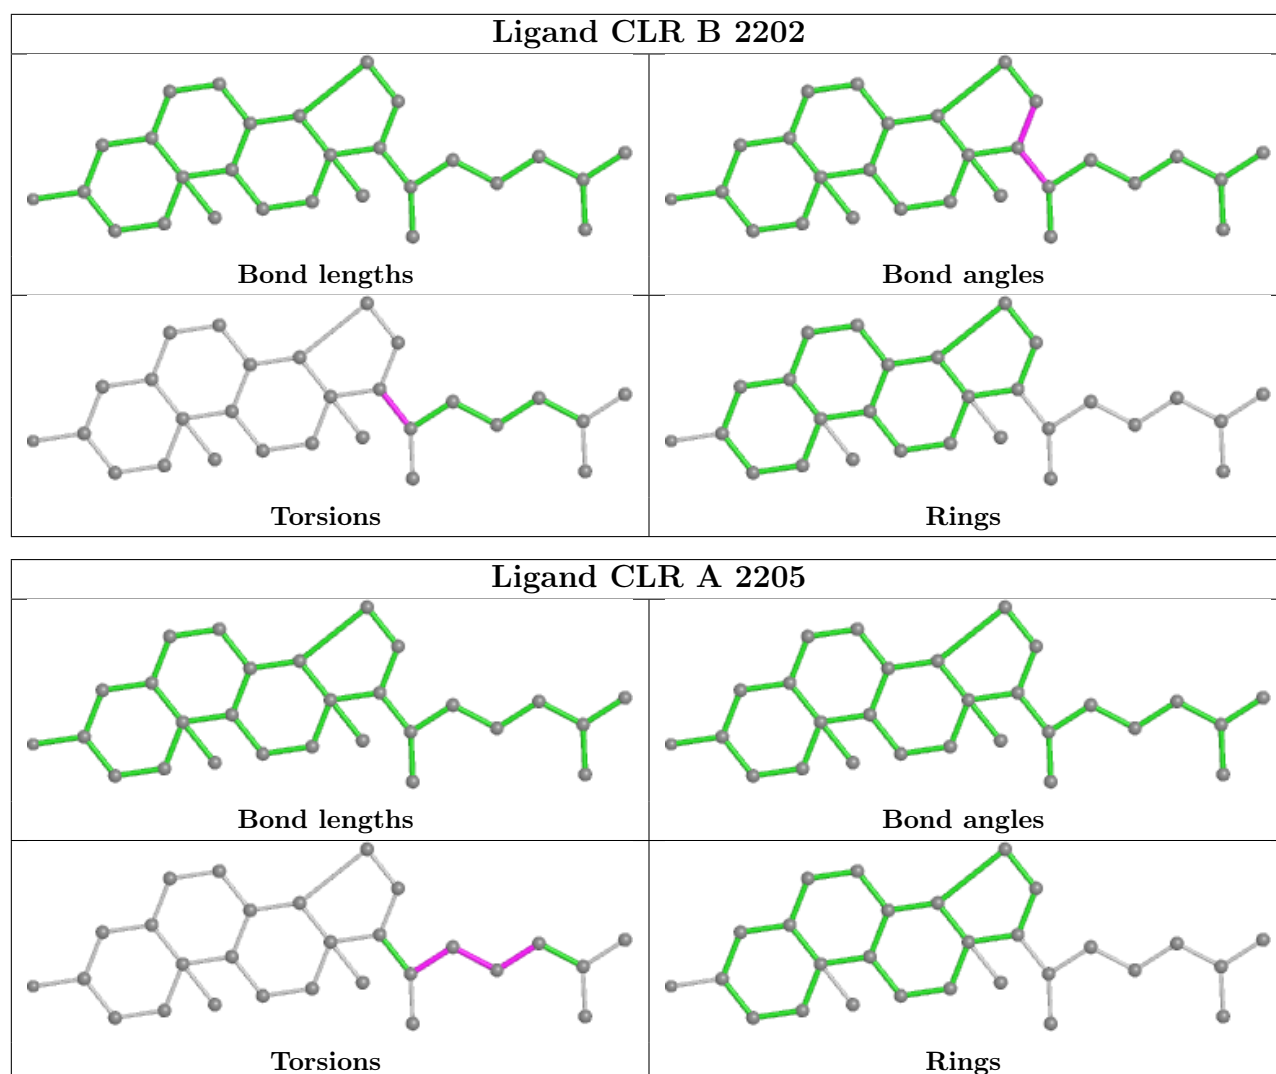 Ligand CLR B 2202
Bond lengths
Bond angles
Torsions
Rings
Ligand CLR A 2205
Bond lengths
Bond angles
Torsions
Rings